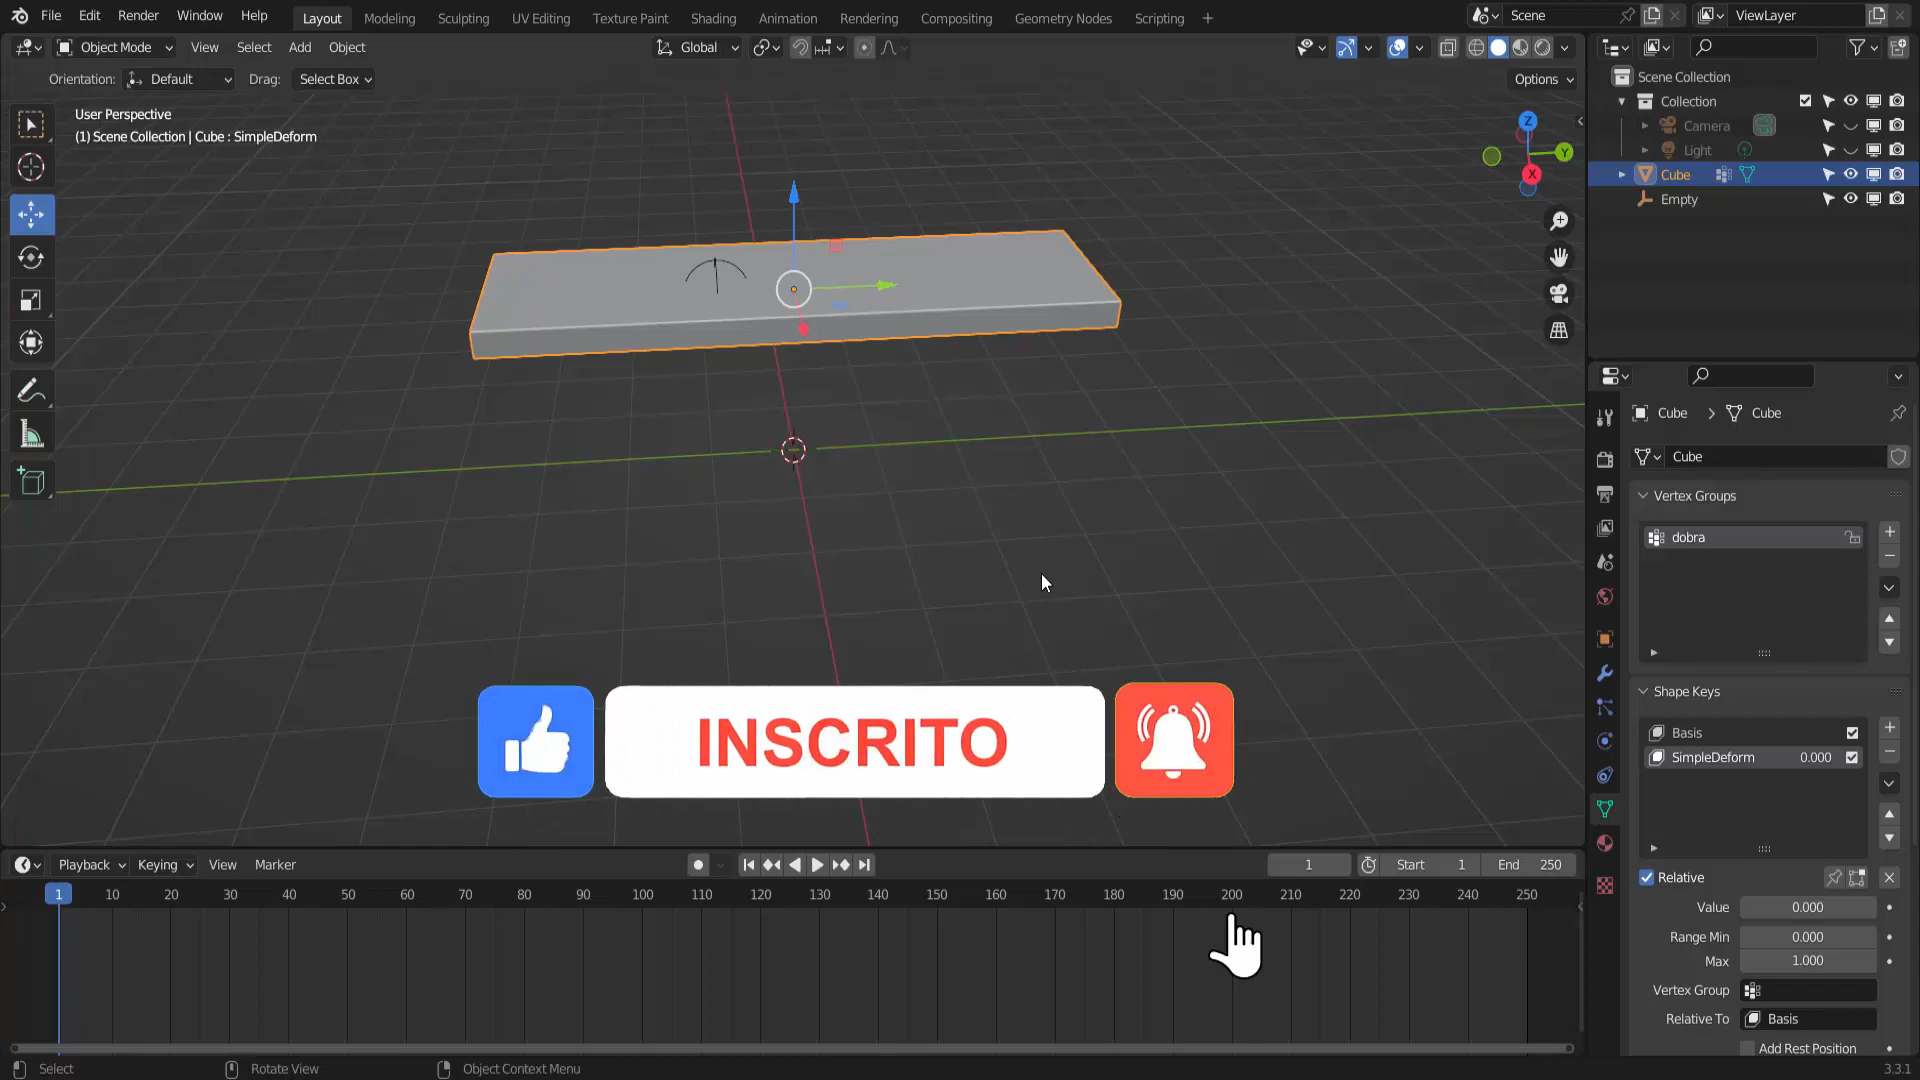 File Edit Render Window Help Layout Modeling Sculpting UV Editing Texture Paint Shading Animation Rendering Compositing Geometry Nodes Scripting + Scene ViewLayer
Object Mode View Select Add Object Global
Orientation: Default Drag: Select Box Options
User Perspective
(1) Scene Collection | Cube : SimpleDeform
Z
Y
X
Scene Collection
Collection
Camera
Light
Cube
Empty
Cube > Cube
Cube
Vertex Groups
dobra
Shape Keys
Basis
SimpleDeform 0.000
Relative
Value 0.000
Range Min 0.000
Max 1.000
Vertex Group
Relative To Basis
Add Rest Position
INSCRITO
Playback Keying View Marker 1 Start 1 End 250
1 10 20 30 40 50 60 70 80 90 100 110 120 130 140 150 160 170 180 190 200 210 220 230 240 250
Select Rotate View Object Context Menu 3.3.1